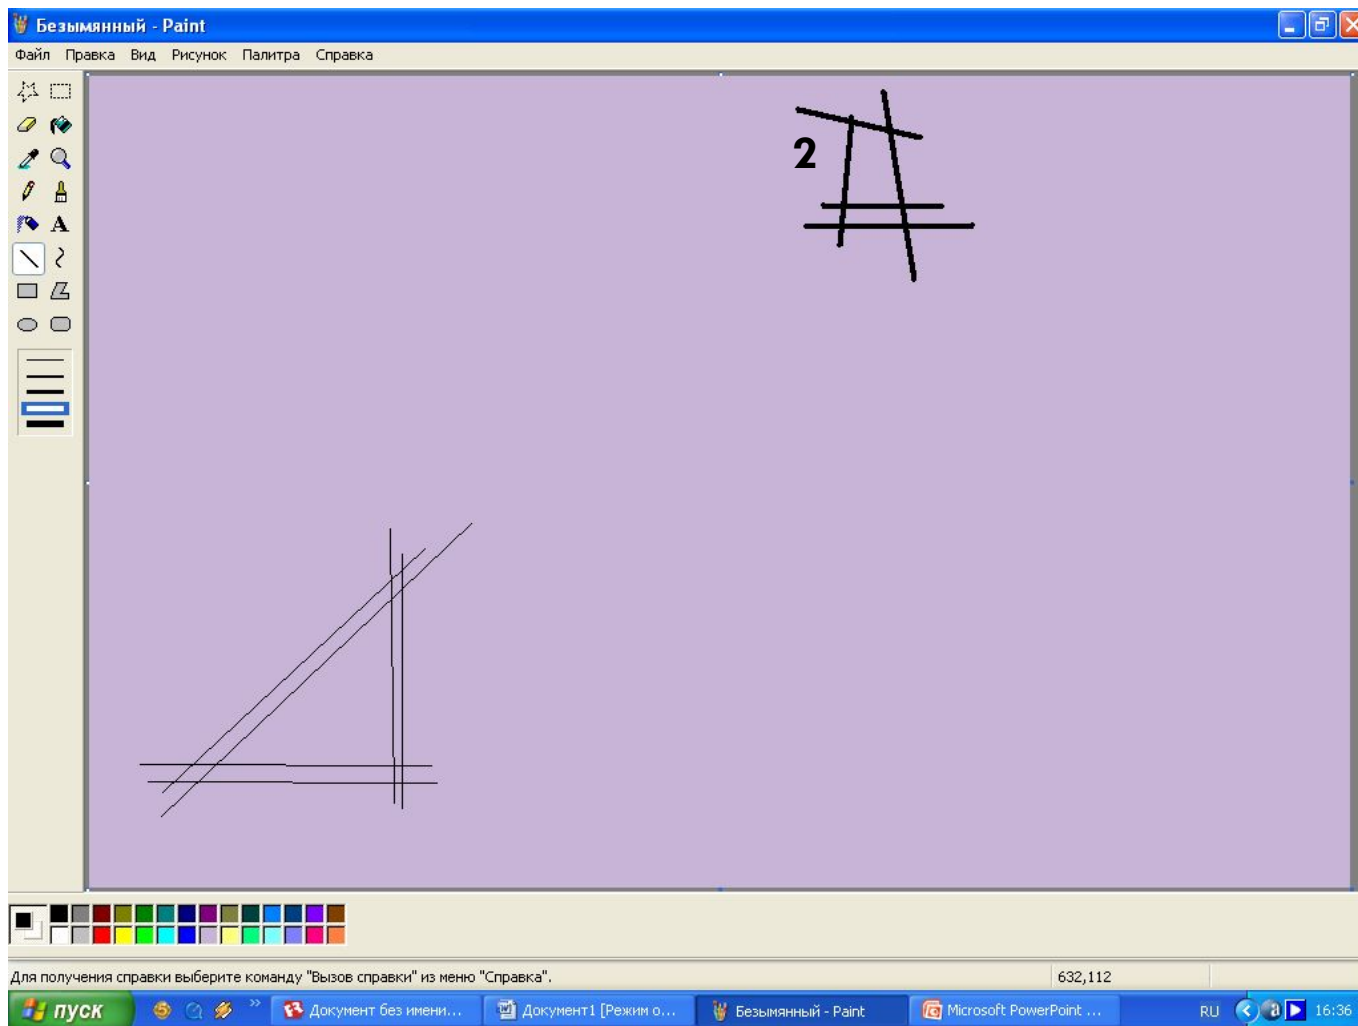 Безымянный - Paint
Файл Правка Вид Рисунок Палитра Справка
A
2
Для получения справки выберите команду "Вызов справки" из меню "Справка". 632,112
пуск » Документ без имени... Документ1 [Режим о... Безымянный - Paint Microsoft PowerPoint ... RU 16:36